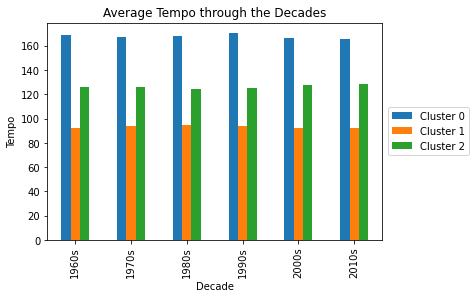 Average Tempo through the Decades
160
140
120
100
80
60
40
20
0
Tempo
1960s
1970s
1980s
1990s
2000s
2010s
Decade
Cluster 0
Cluster 1
Cluster 2